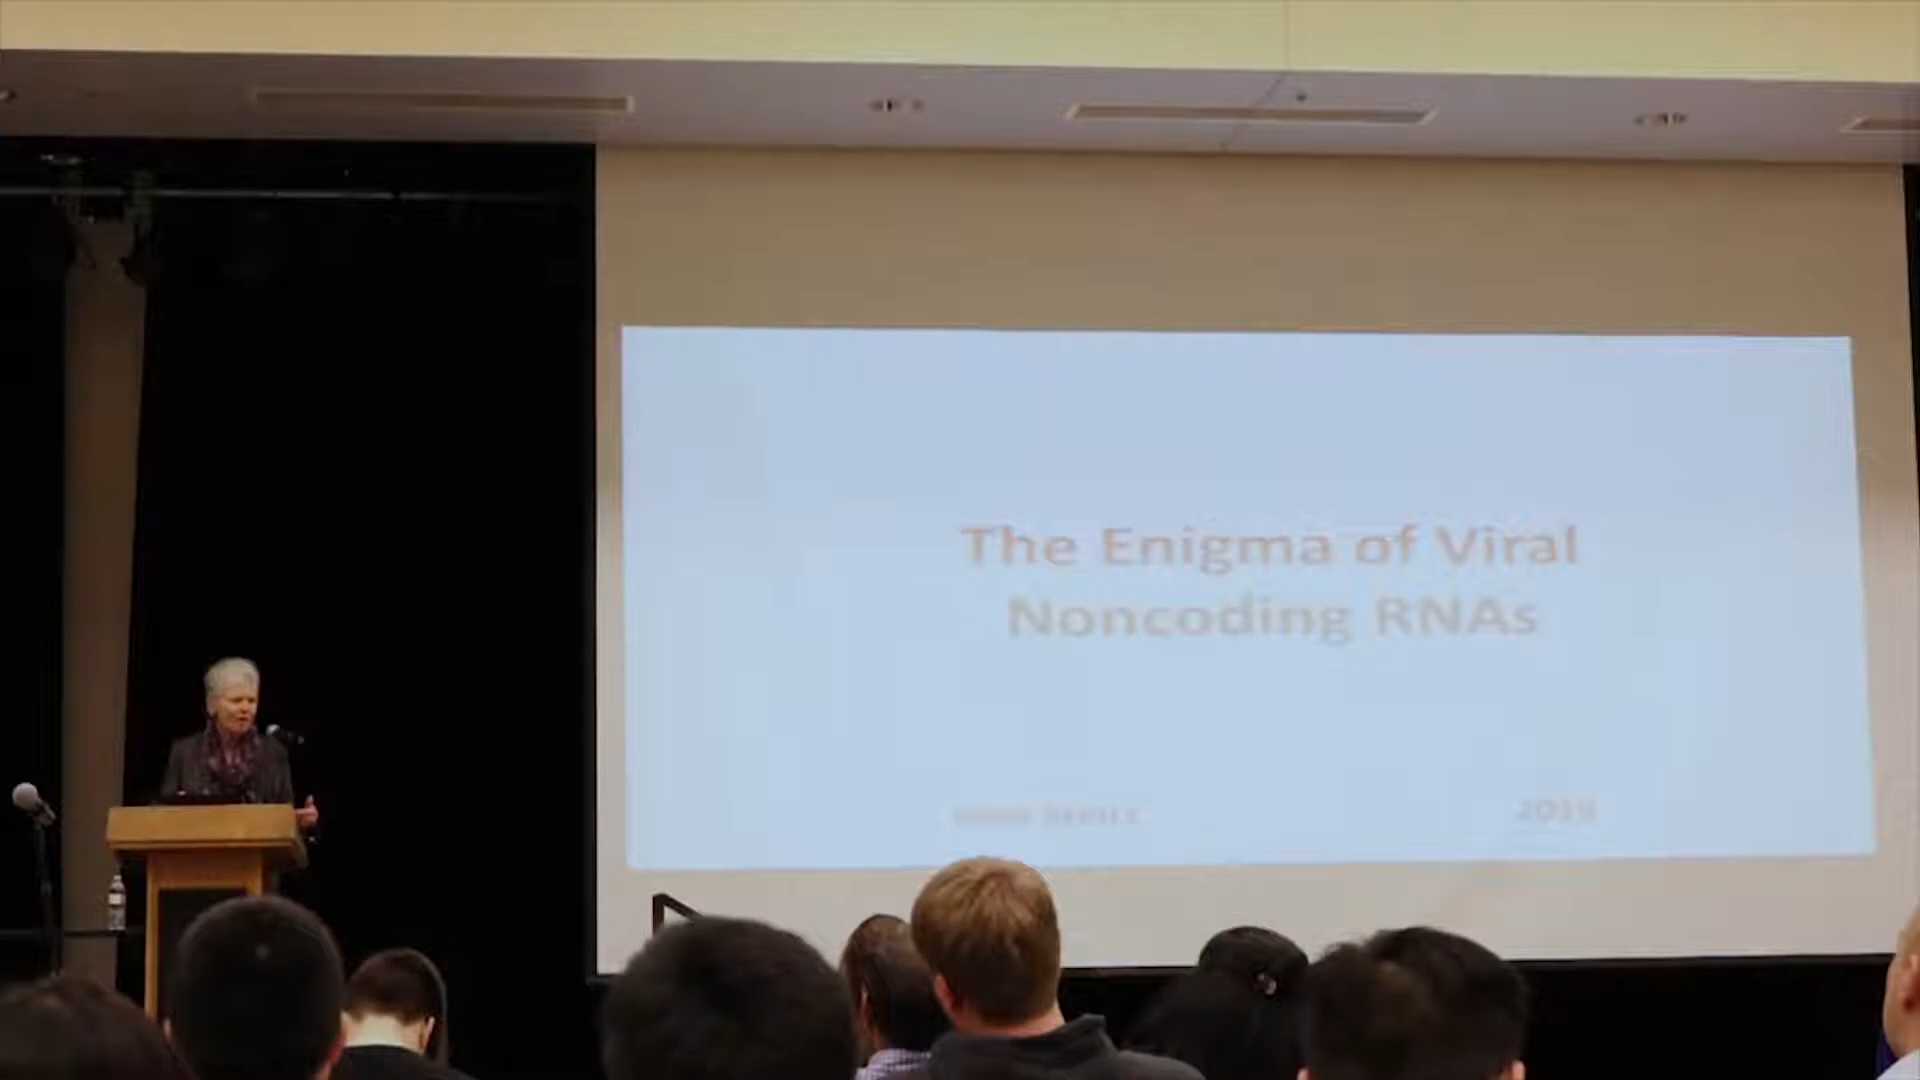 The Enigma of Viral
Noncoding RNAs